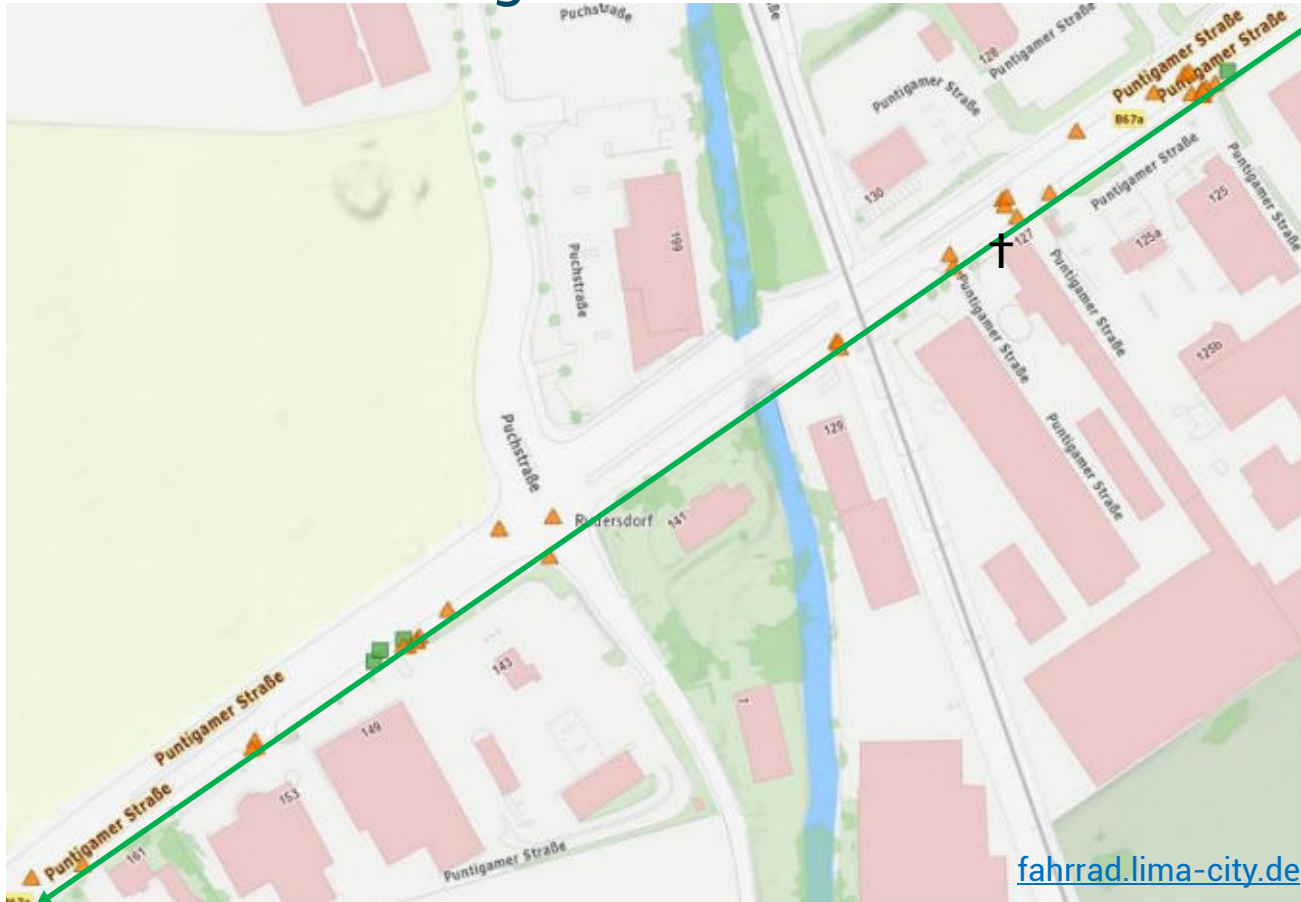 Puchstraße
128
Puntigamer Straße
Puntigamer Straße
Puntigamer Straße
Puntigamer Straße
B67a
Puntigamer Straße
Puntigamer Straße
130
125
199
Puchstraße
127
125a
Puntigamer Straße
Puntigamer Straße
125b
129
Puntigamer Straße
Puchstraße
141
143
Puntigamer Straße
149
1
153
Puntigamer Straße
161
Puntigamer Straße
fahrrad.lima-city.de